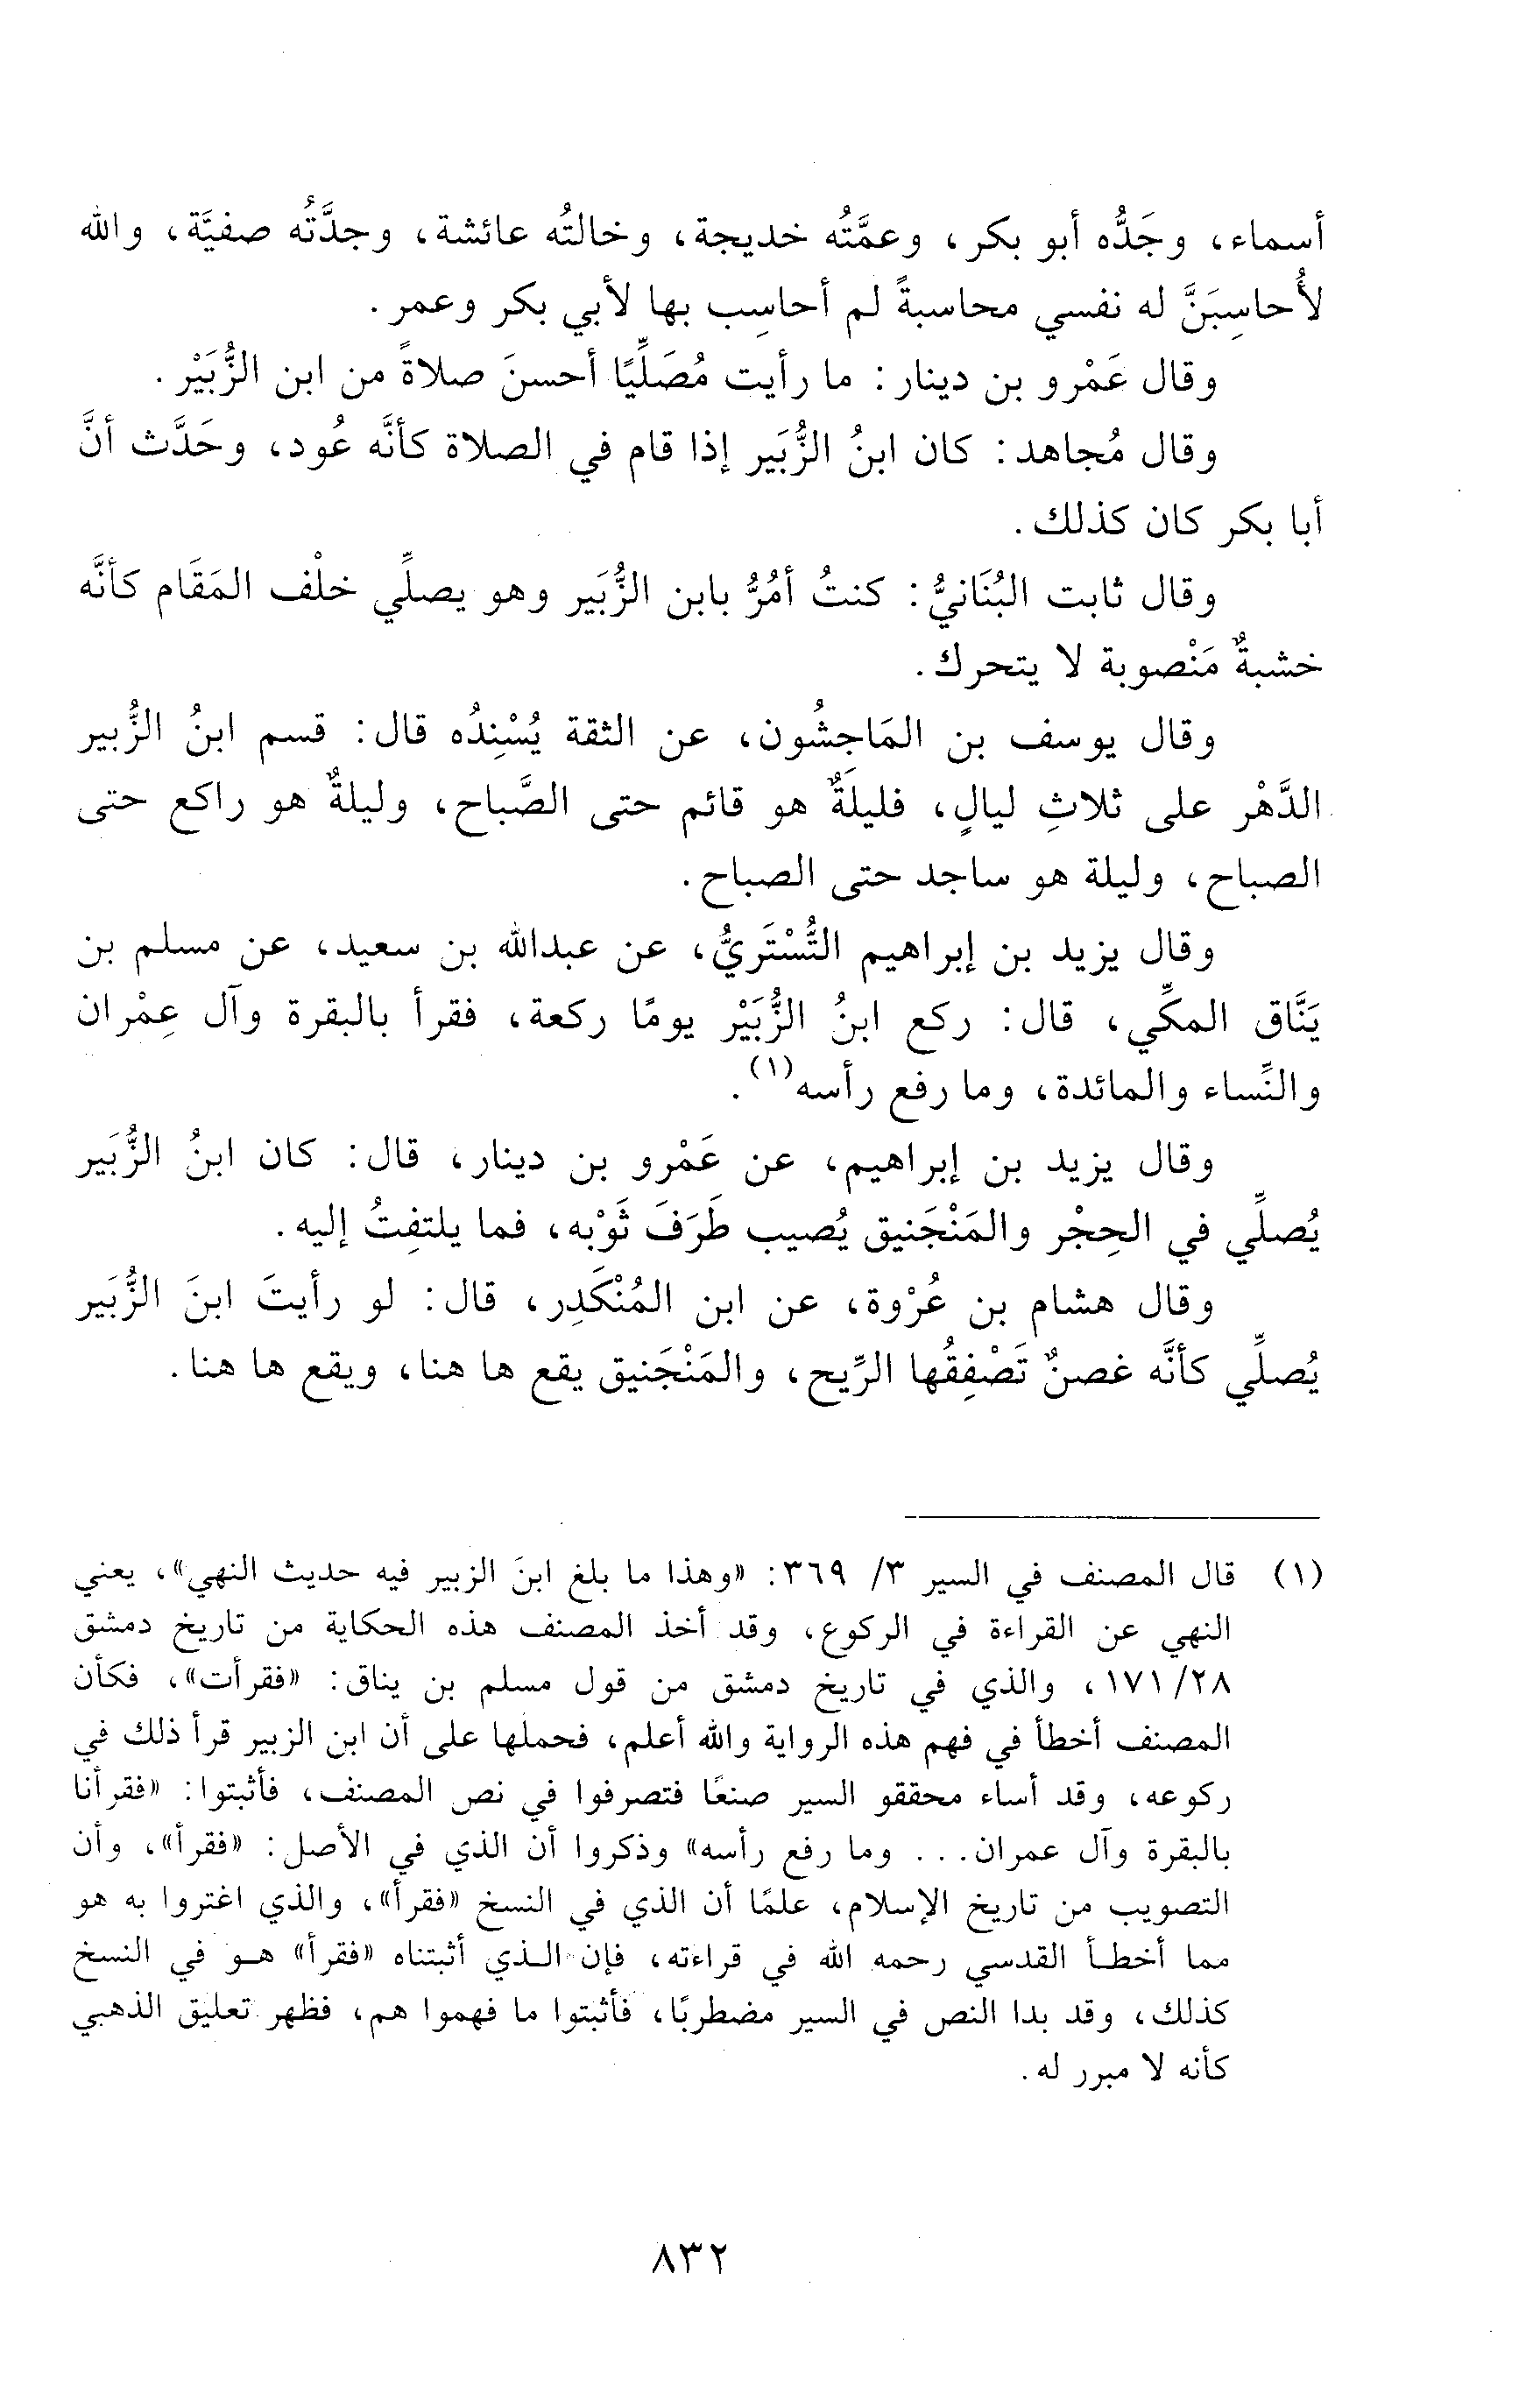 أسماء، وجَدُّه أبو بكر، وعمَّتُه خديجة، وخالتُه عائشة، وجدَّتُه صفيَّة، والله
لأُحاسِبَنَّ له نفسي محاسبةً لم أحاسِب بها لأبي بكر وعمر.
وقال عَمْرو بن دينار: ما رأيت مُصَلِّيًا أحسنَ صلاةً من ابن الزُّبَيْر.
وقال مُجاهد: كان ابنُ الزُّبَير إذا قام في الصلاة كأنَّه عُود، وحَدَّث أنَّ
أبا بكر كان كذلك.
وقال ثابت البُنَانيُّ: كنتُ أمُرُّ بابن الزُّبَير وهو يصلِّي خلْف المَقَام كأنَّه
خشبةٌ مَنْصوبة لا يتحرك.
وقال يوسف بن المَاجِشُون، عن الثقة يُسْنِدُه قال: قسم ابنُ الزُّبير
الدَّهْر على ثلاثِ ليالٍ، فليلَةٌ هو قائم حتى الصَّباح، وليلةٌ هو راكع حتى
الصباح، وليلة هو ساجد حتى الصباح.
وقال يزيد بن إبراهيم التُّسْتَريُّ، عن عبدالله بن سعيد، عن مسلم بن
يَنَّاق المكِّي، قال: ركع ابنُ الزُّبَيْر يومًا ركعة، فقرأ بالبقرة وآل عِمْران
والنِّساء والمائدة، وما رفع رأسه(١).
وقال يزيد بن إبراهيم، عن عَمْرو بن دينار، قال: كان ابنُ الزُّبَير
يُصلِّي في الحِجْر والمَنْجَنيق يُصيب طَرَفَ ثَوْبه، فما يلتفِتُ إليه.
وقال هشام بن عُرْوة، عن ابن المُنْكَدِر، قال: لو رأيتَ ابنَ الزُّبَير
يُصلِّي كأنَّه غصنٌ تَصْفِقُها الرِّيح، والمَنْجَنيق يقع ها هنا، ويقع ها هنا.
(١) قال المصنف في السير ٣/ ٣٦٩: «وهذا ما بلغ ابنَ الزبير فيه حديث النهي»، يعني
النهي عن القراءة في الركوع، وقد أخذ المصنف هذه الحكاية من تاريخ دمشق
٢٨/ ١٧١، والذي في تاريخ دمشق من قول مسلم بن يناق: «فقرأت»، فكأن
المصنف أخطأ في فهم هذه الرواية والله أعلم، فحملها على أن ابن الزبير قرأ ذلك في
ركوعه، وقد أساء محققو السير صنعًا فتصرفوا في نص المصنف، فأثبتوا: «فقرأنا
بالبقرة وآل عمران... وما رفع رأسه» وذكروا أن الذي في الأصل: «فقرأ»، وأن
التصويب من تاريخ الإسلام، علمًا أن الذي في النسخ «فقرأ»، والذي اغتروا به هو
مما أخطأ القدسي رحمه الله في قراءته، فإن الذي أثبتناه «فقرأ» هو في النسخ
كذلك، وقد بدا النص في السير مضطربًا، فأثبتوا ما فهموا هم، فظهر تعليق الذهبي
كأنه لا مبرر له.
٨٣٢